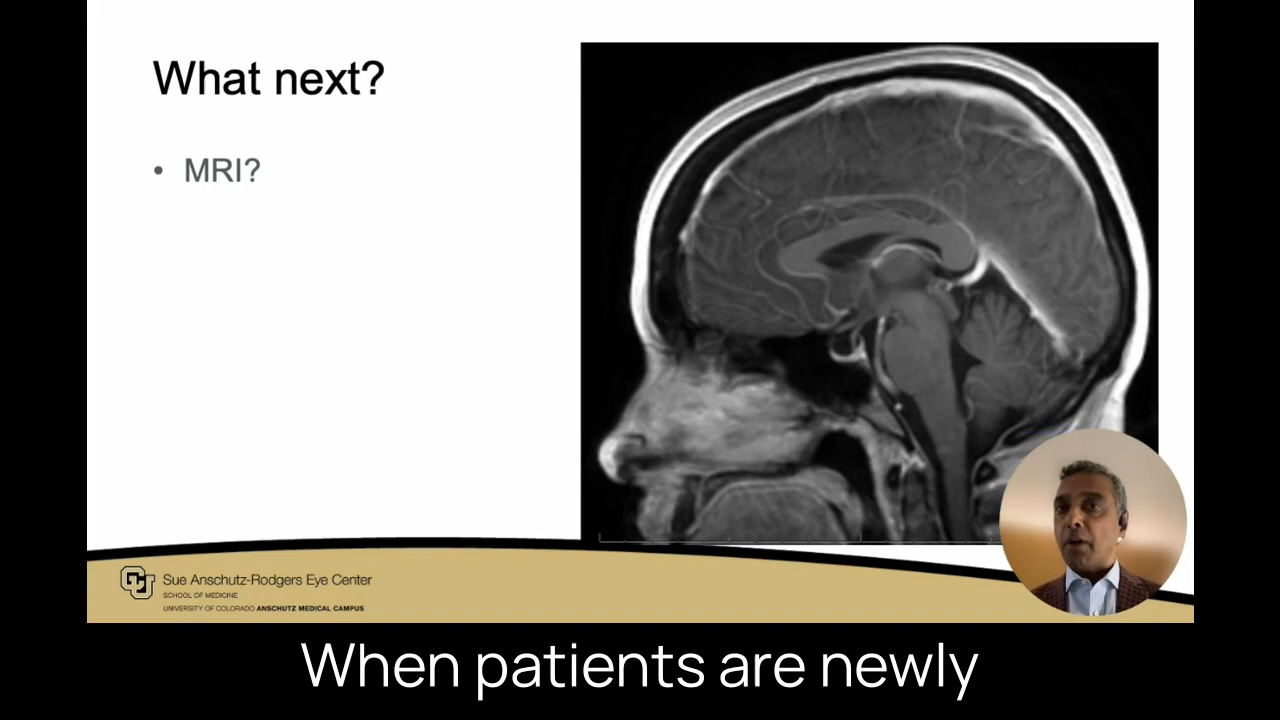 What next?
• MRI?
CU
Sue Anschutz-Rodgers Eye Center
SCHOOL OF MEDICINE
UNIVERSITY OF COLORADO ANSCHUTZ MEDICAL CAMPUS
When patients are newly